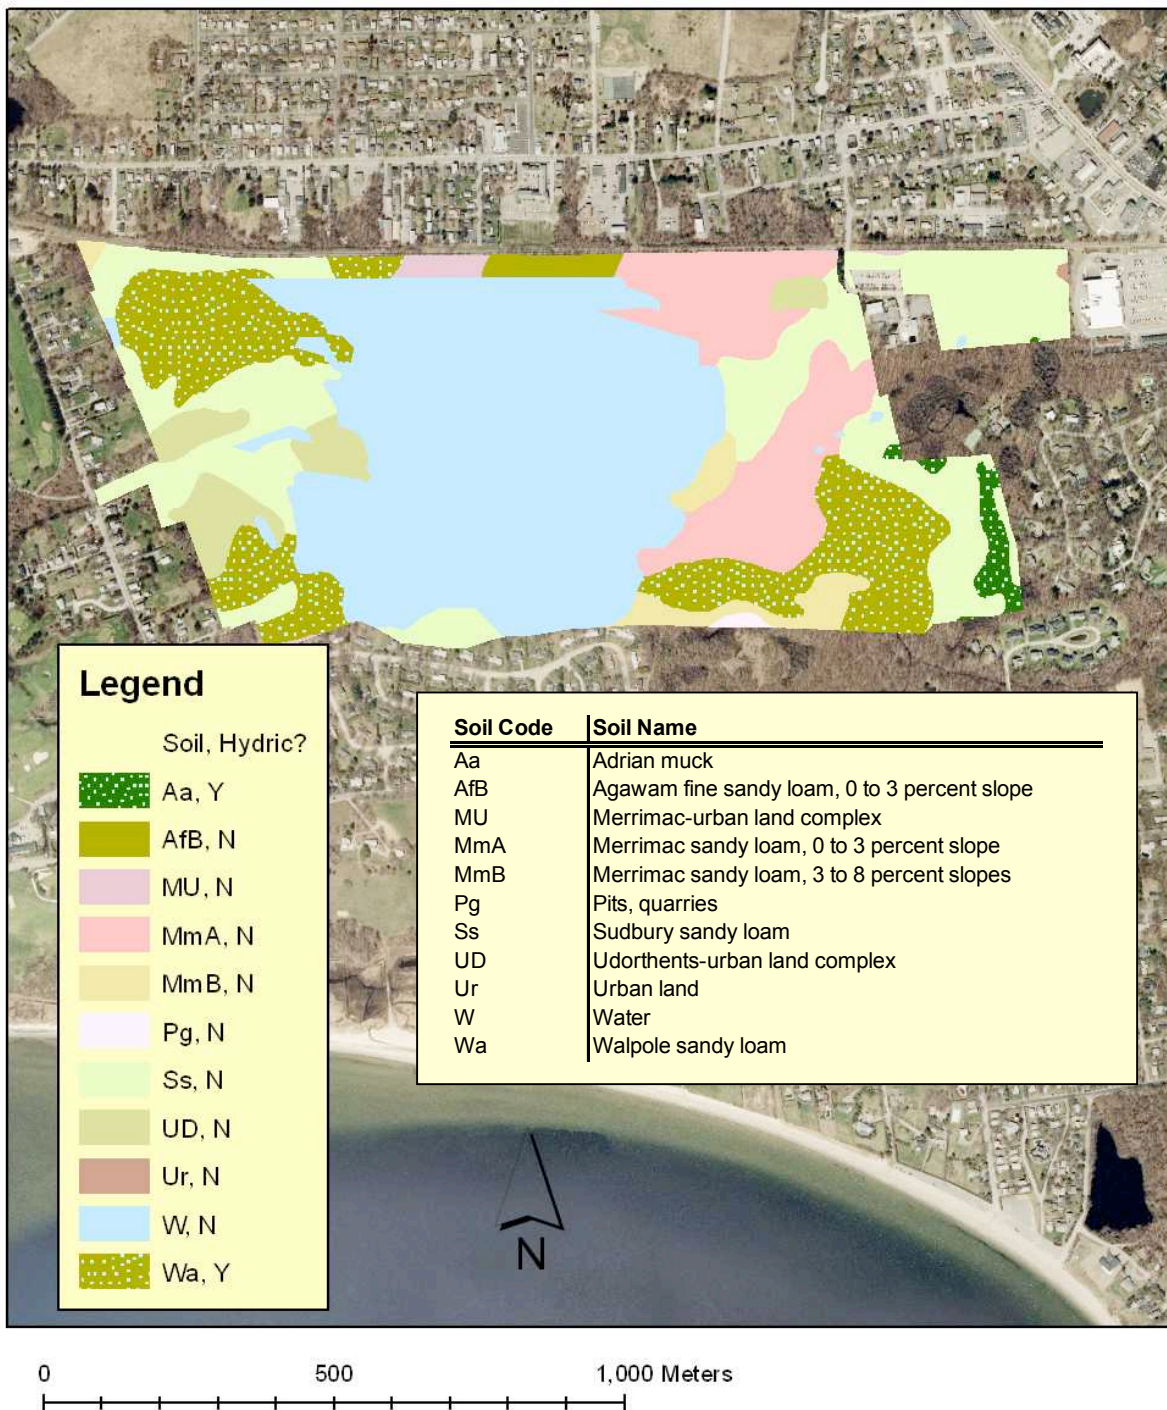 Legend
Soil, Hydric?
Aa, Y
AfB, N
MU, N
MmA, N
MmB, N
Pg, N
Ss, N
UD, N
Ur, N
W, N
Wa, Y
Soil Code Soil Name
Aa Adrian muck
AfB Agawam fine sandy loam, 0 to 3 percent slope
MU Merrimac-urban land complex
MmA Merrimac sandy loam, 0 to 3 percent slope
MmB Merrimac sandy loam, 3 to 8 percent slopes
Pg Pits, quarries
Ss Sudbury sandy loam
UD Udorthents-urban land complex
Ur Urban land
W Water
Wa Walpole sandy loam
N
0 500 1,000 Meters